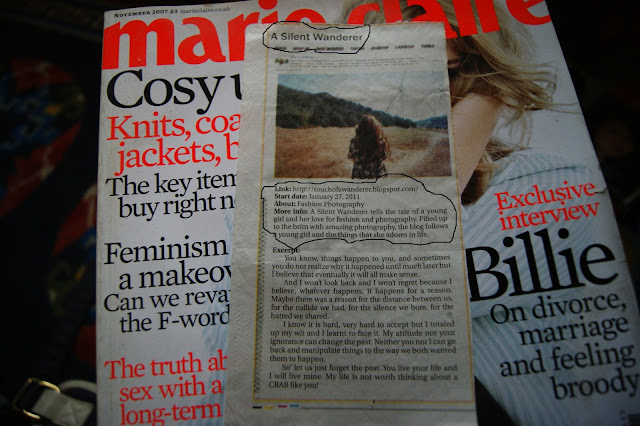 NOVEMBER 2007 marieclaire.co.uk
marie claire
Cosy
Knits, coa
jackets, b
The key item
buy right n
Feminism
a makeov
Can we reva
the F-word
The truth ab
sex with a
long-term
A Silent Wanderer
Link: http://touchofawanderer.blogspot.com/
Start date: January 27, 2011
About: Fashion Photography
More info: A Silent Wanderer tells the tale of a young
girl and her love for fashion and photography. Filled up
to the brim with amazing photography, the blog follows
a young girl and the things that she adores in life.
Excerpt:
You know, things happen to you, and sometimes
you do not realize why it happened until much later but
I believe that eventually it will all make sense.
And I won't look back and I won't regret because I
believe, whatever happens, it happens for a reason.
Maybe there was a reason for the distance between us,
for the collide we had, for the silence we bore, for the
hatred we shared.
I know it is hard, very hard to accept but I totaled
up my wit and I learnt to face it. My attitude nor your
ignorance can change the past. Neither you nor I can go
back and manipulate things to the way we both wanted
them to happen.
So' let us just forget the past. You live your life and
I will live mine. My life is not worth thinking about a
CRAB like you!
Exclusive
interview
Billie
On divorce,
marriage
and feeling
broody